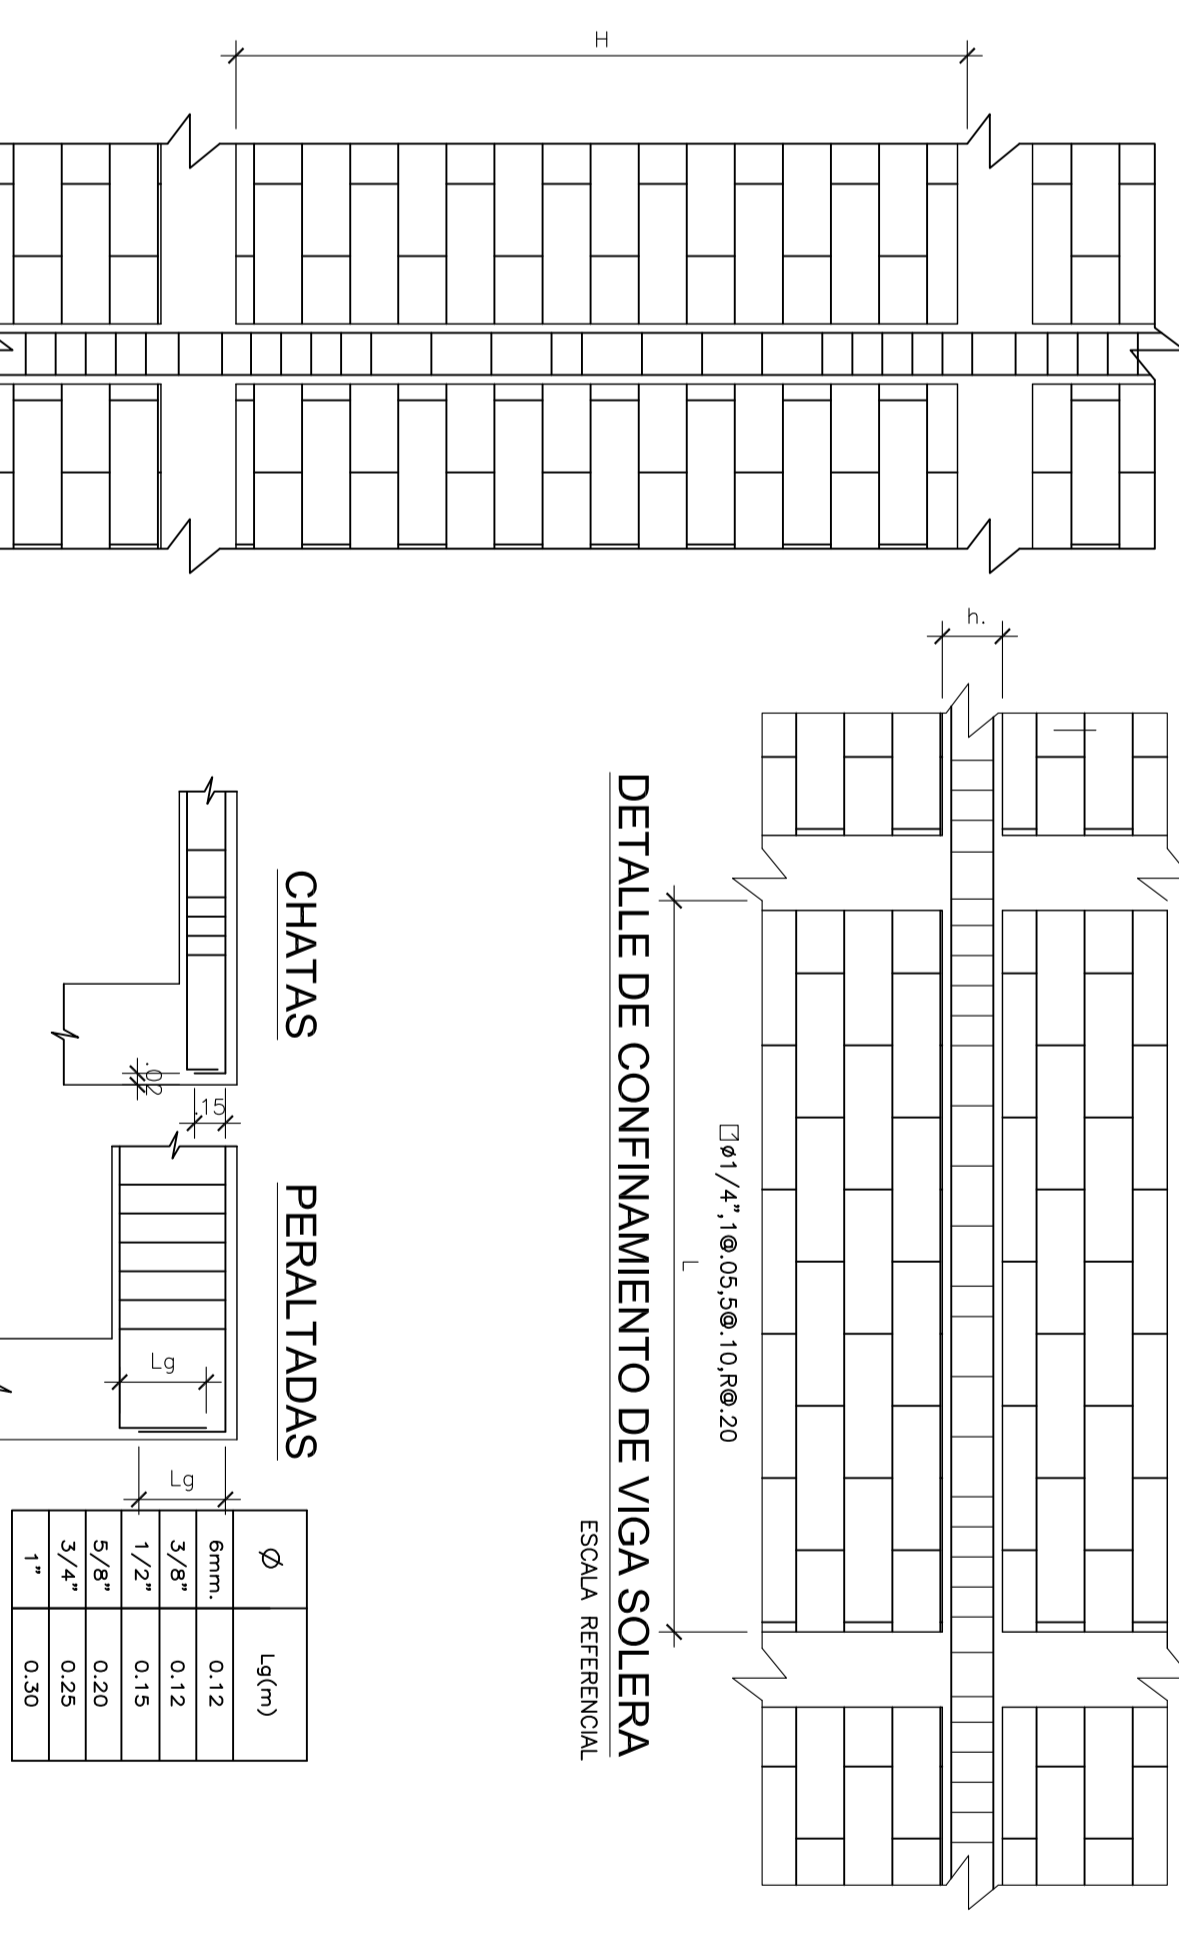 H
h.
□ø1/4",1@.05,5@.10,R@.20
L
DETALLE DE CONFINAMIENTO DE VIGA SOLERA
ESCALA REFERENCIAL
CHATAS
.02
.15
PERALTADAS
Lg
Lg
Ø Lg(m)
6mm. 0.12
3/8" 0.12
1/2" 0.15
5/8" 0.20
3/4" 0.25
1" 0.30